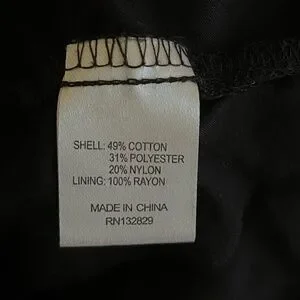 SHELL: 49% COTTON
31% POLYESTER
20% NYLON
LINING: 100% RAYON
MADE IN CHINA
RN132829